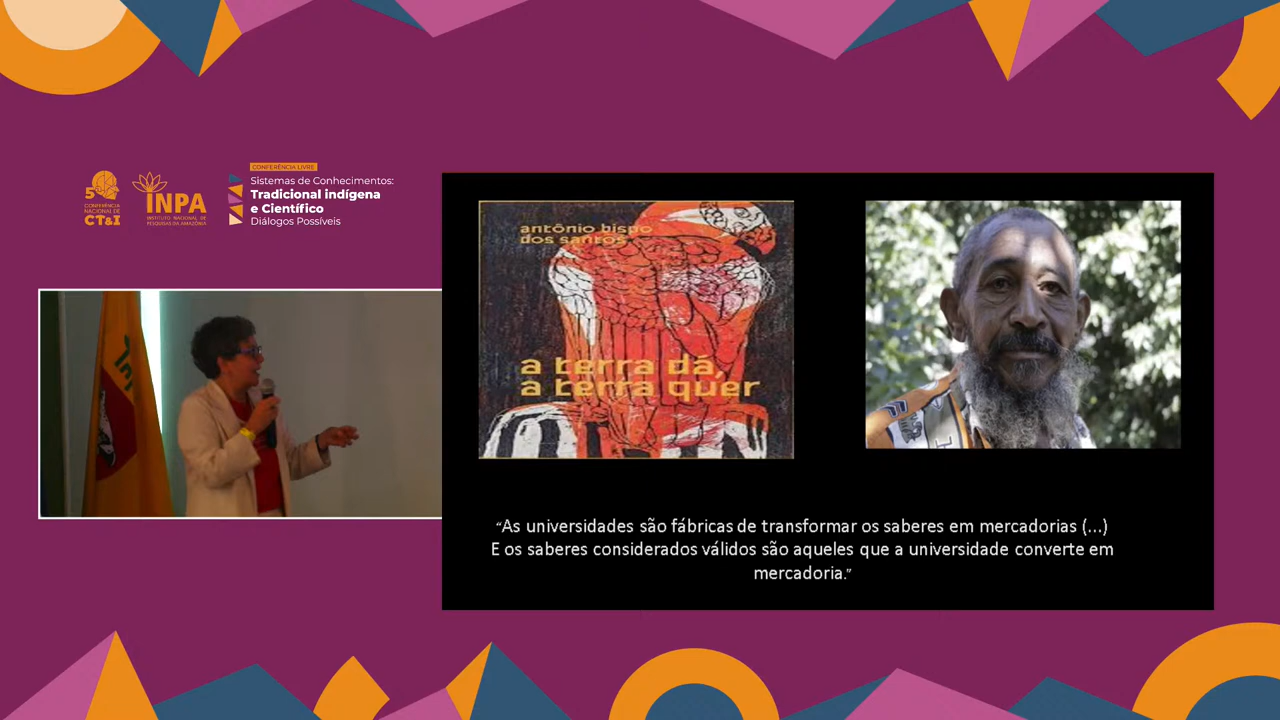 CONFERÊNCIA LIVRE
5
CONFERÊNCIA
NACIONAL DE
CT&I
INPA
INSTITUTO NACIONAL DE
PESQUISAS DA AMAZÔNIA
Sistemas de Conhecimentos:
Tradicional indígena
e Científico
Diálogos Possíveis
antônio bispo
dos santos
a terra dá,
a terra quer
“As universidades são fábricas de transformar os saberes em mercadorias (...)
E os saberes considerados válidos são aqueles que a universidade converte em
mercadoria.”